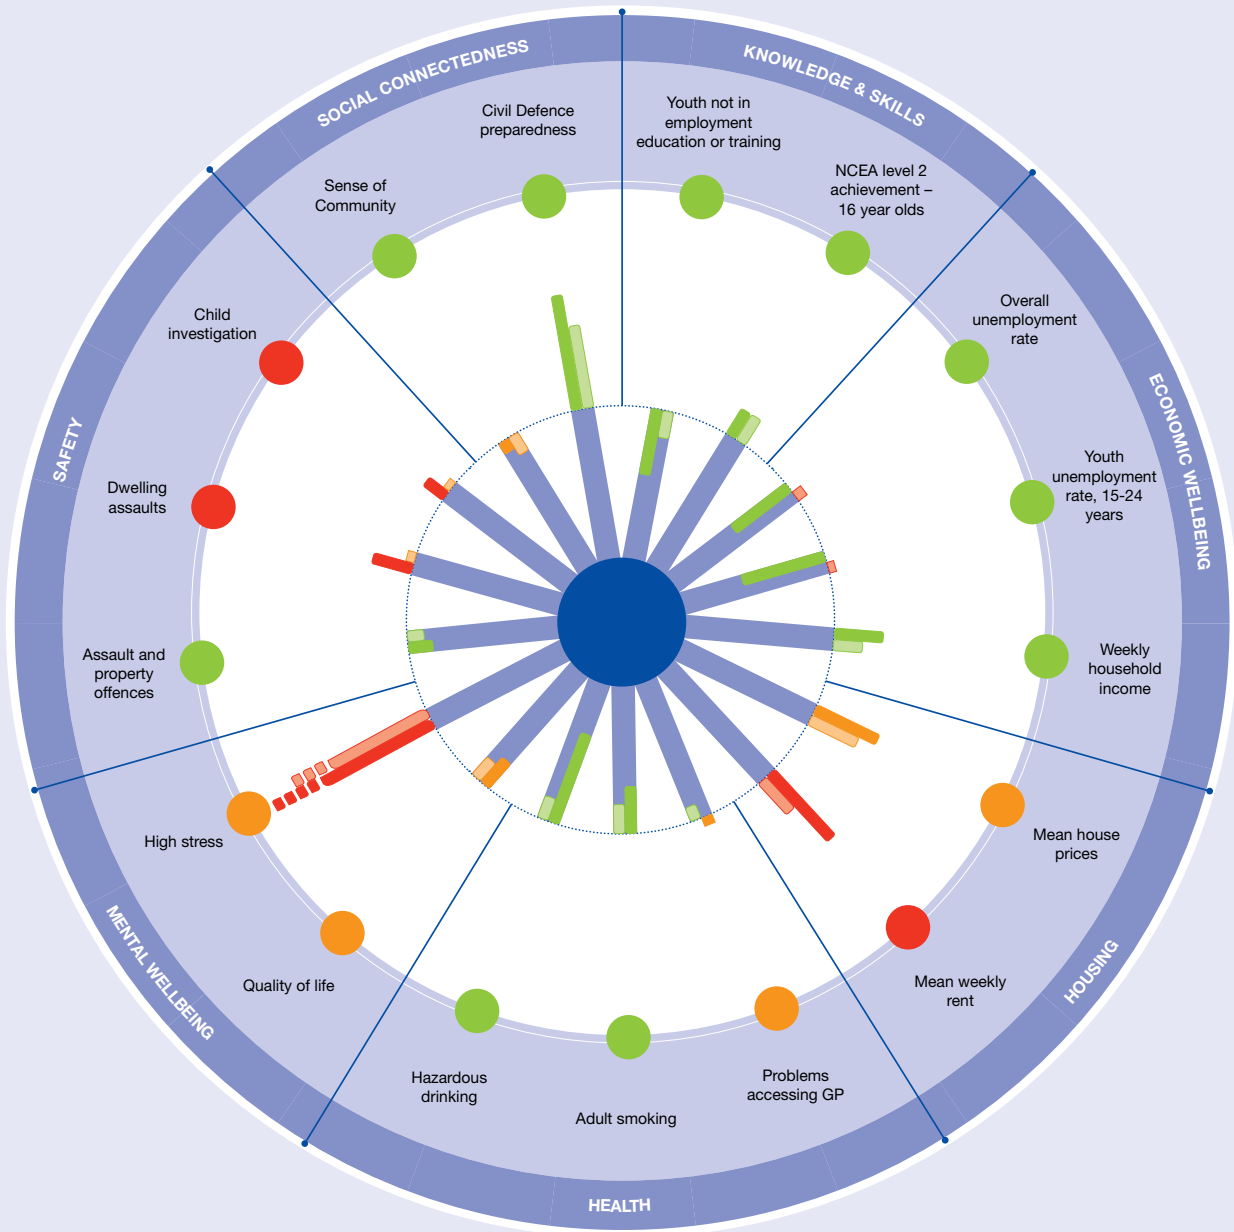 SOCIAL CONNECTEDNESS
Civil Defence
preparedness
Sense of
Community
KNOWLEDGE & SKILLS
Youth not in
employment
education or training
NCEA level 2
achievement –
16 year olds
ECONOMIC WELLBEING
Overall
unemployment
rate
Youth
unemployment
rate, 15-24
years
Weekly
household
income
HOUSING
Mean house
prices
Mean weekly
rent
HEALTH
Problems
accessing GP
Adult smoking
Hazardous
drinking
MENTAL WELLBEING
Quality of life
High stress
SAFETY
Assault and
property
offences
Dwelling
assaults
Child
investigation